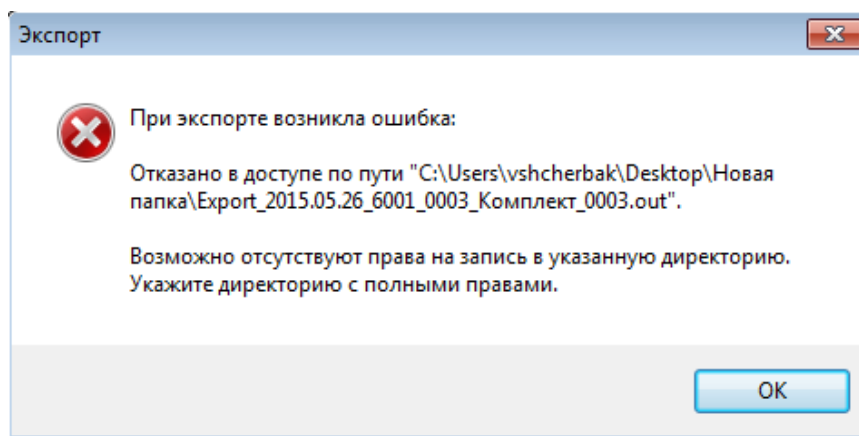 Экспорт
При экспорте возникла ошибка:
Отказано в доступе по пути "C:\Users\vshcherbak\Desktop\Новая
папка\Export_2015.05.26_6001_0003_Комплект_0003.out".
Возможно отсутствуют права на запись в указанную директорию.
Укажите директорию с полными правами.
OK